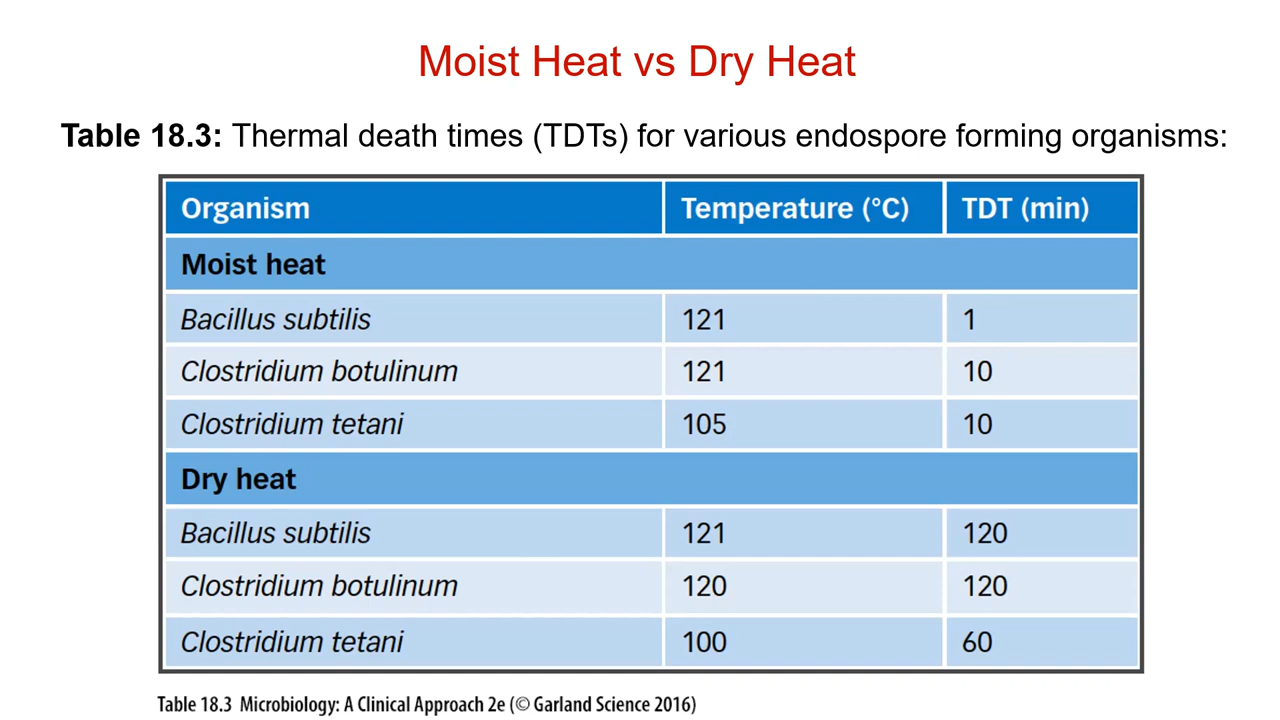 Moist Heat vs Dry Heat
Table 18.3: Thermal death times (TDTs) for various endospore forming organisms:
Organism Temperature (°C) TDT (min)
Moist heat
Bacillus subtilis 121 1
Clostridium botulinum 121 10
Clostridium tetani 105 10
Dry heat
Bacillus subtilis 121 120
Clostridium botulinum 120 120
Clostridium tetani 100 60
Table 18.3 Microbiology: A Clinical Approach 2e (© Garland Science 2016)